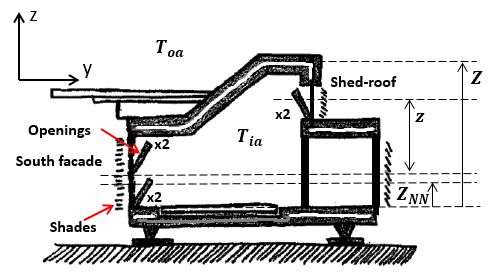 z
y
T_oa
Shed-roof
Z
x2
z
Openings
x2
T_ia
South facade
x2
Z_NN
Shades